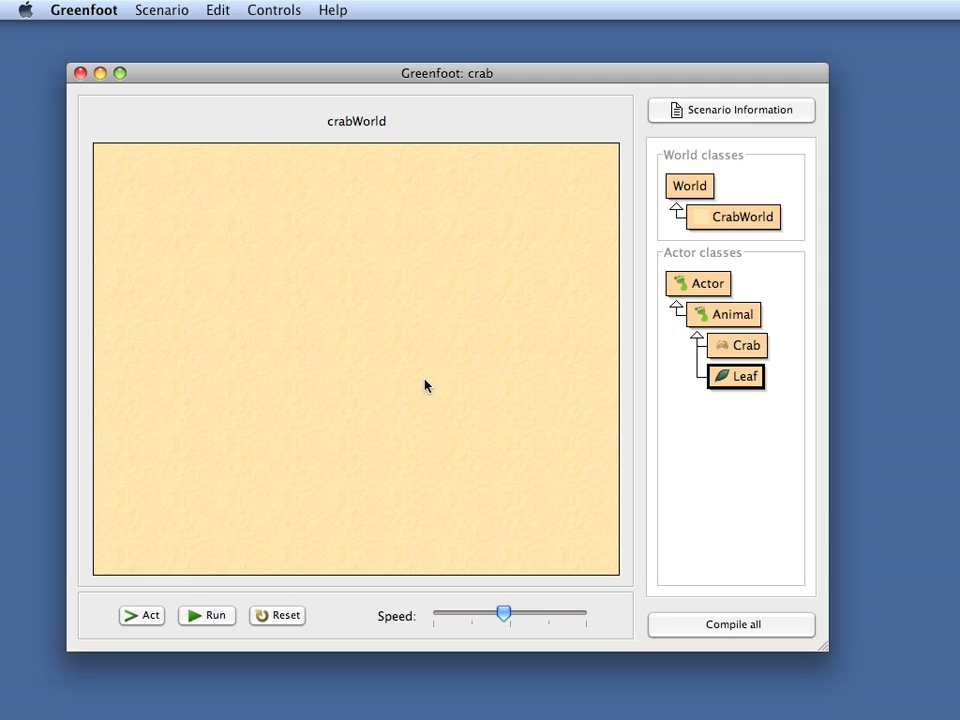 Greenfoot Scenario Edit Controls Help
Greenfoot: crab
crabWorld
Scenario Information
World classes
World
CrabWorld
Actor classes
Actor
Animal
Crab
Leaf
Act Run Reset Speed:
Compile all